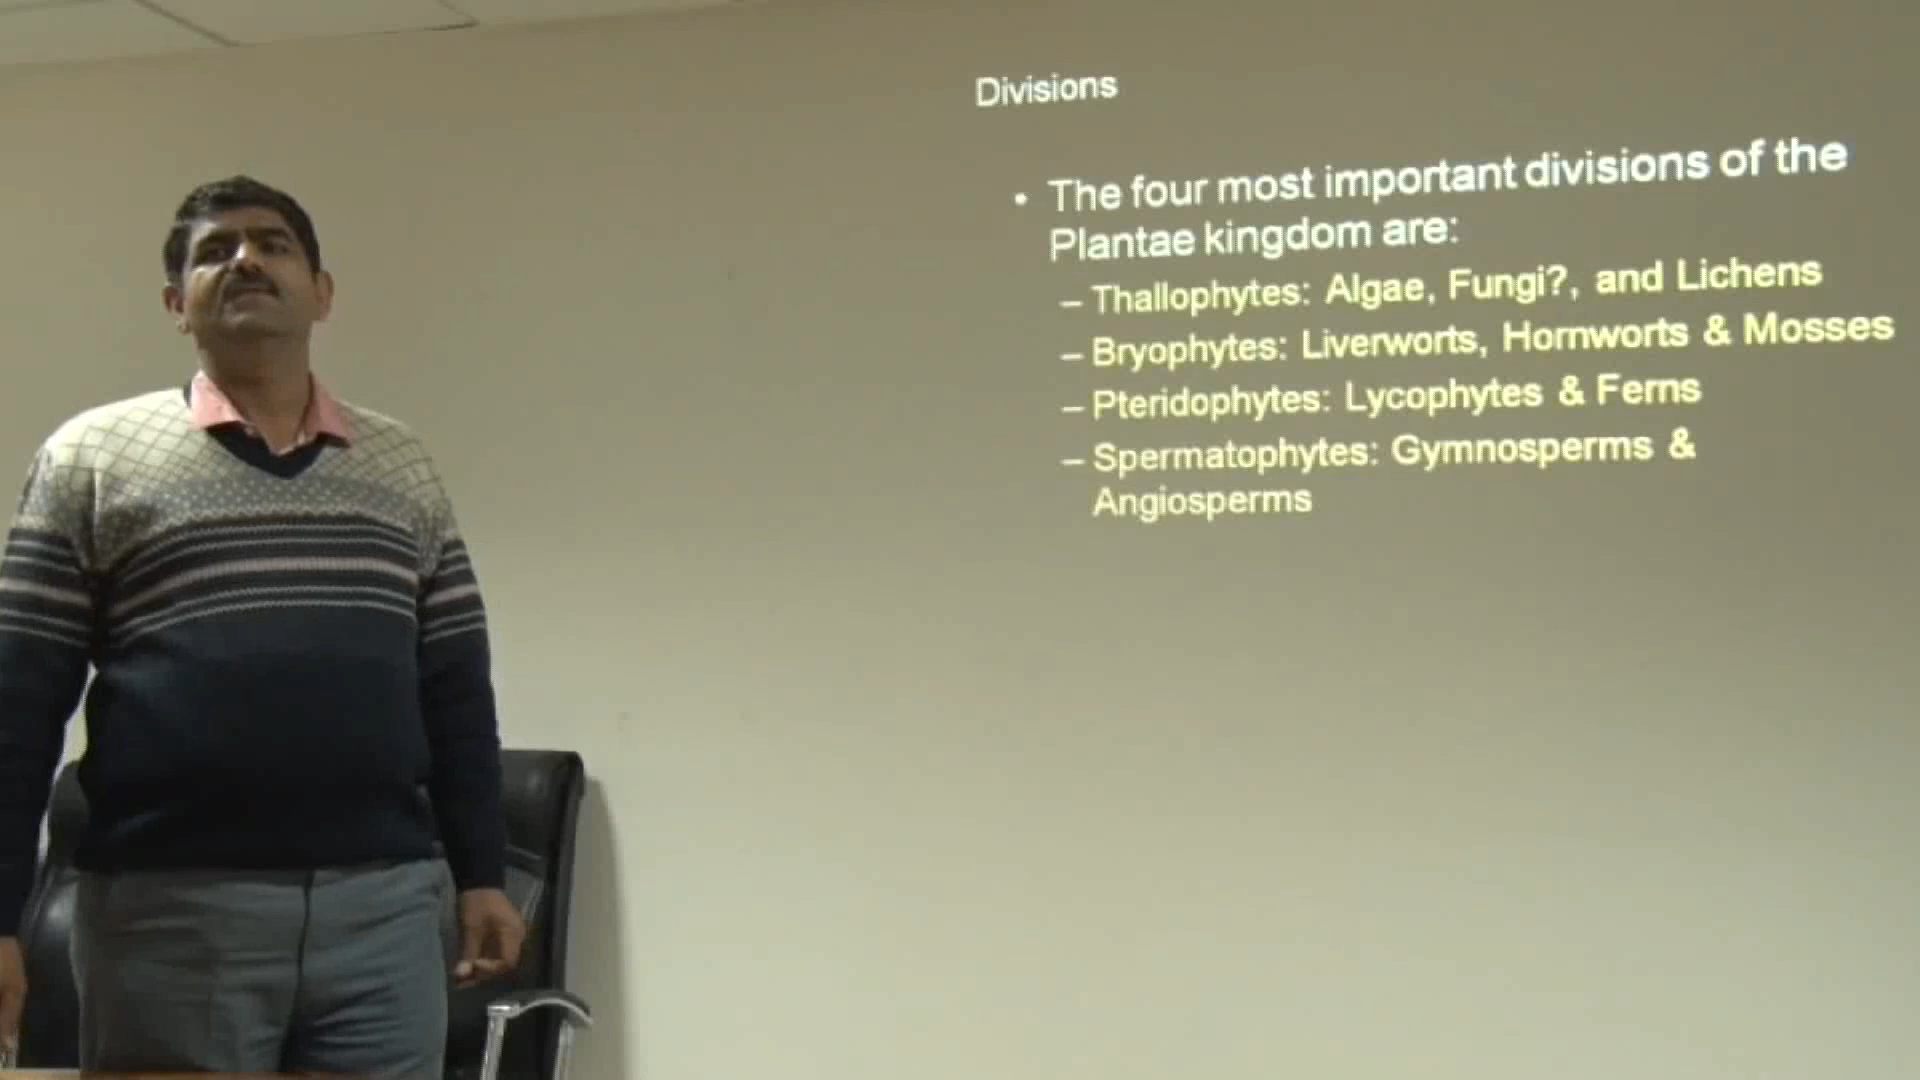 Divisions
• The four most important divisions of the
Plantae kingdom are:
– Thallophytes: Algae, Fungi?, and Lichens
– Bryophytes: Liverworts, Hornworts & Mosses
– Pteridophytes: Lycophytes & Ferns
– Spermatophytes: Gymnosperms &
Angiosperms